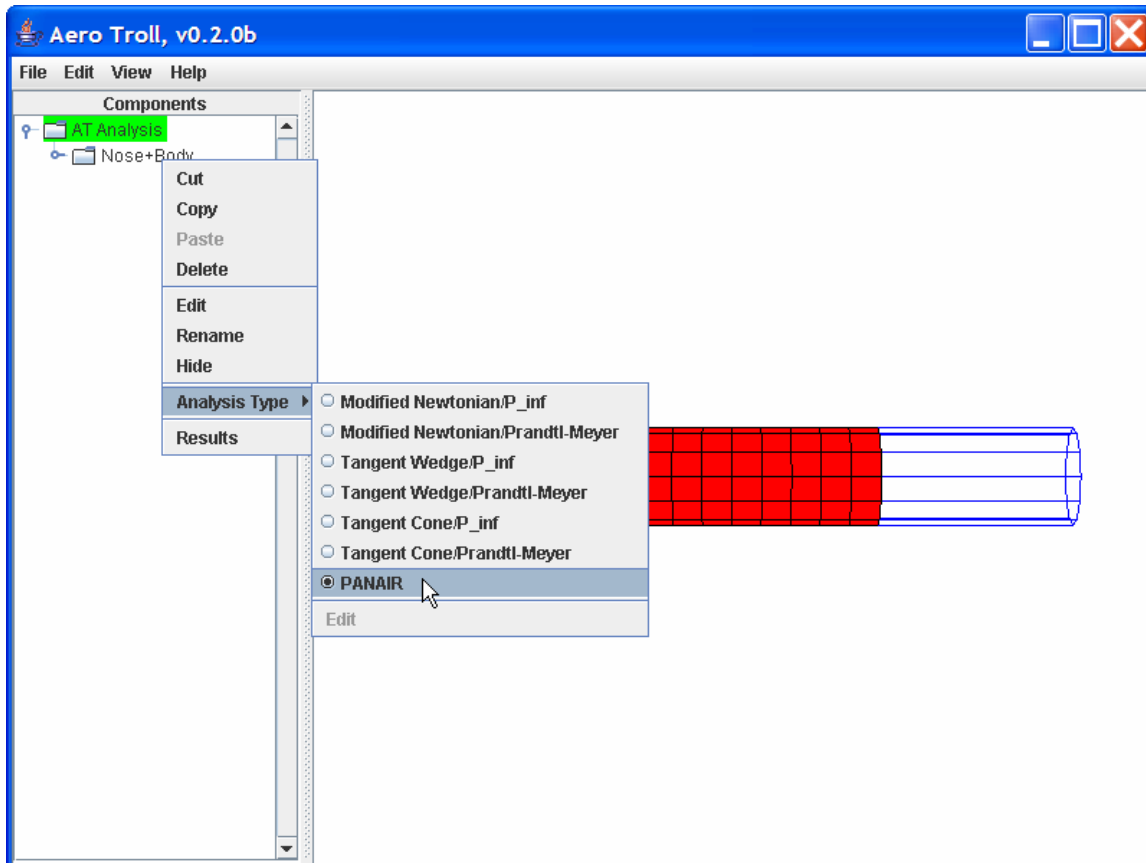 Aero Troll, v0.2.0b
File Edit View Help
Components
AT Analysis
Nose+Body
Cut
Copy
Paste
Delete
Edit
Rename
Hide
Analysis Type
Results
Modified Newtonian/P_inf
Modified Newtonian/Prandtl-Meyer
Tangent Wedge/P_inf
Tangent Wedge/Prandtl-Meyer
Tangent Cone/P_inf
Tangent Cone/Prandtl-Meyer
PANAIR
Edit